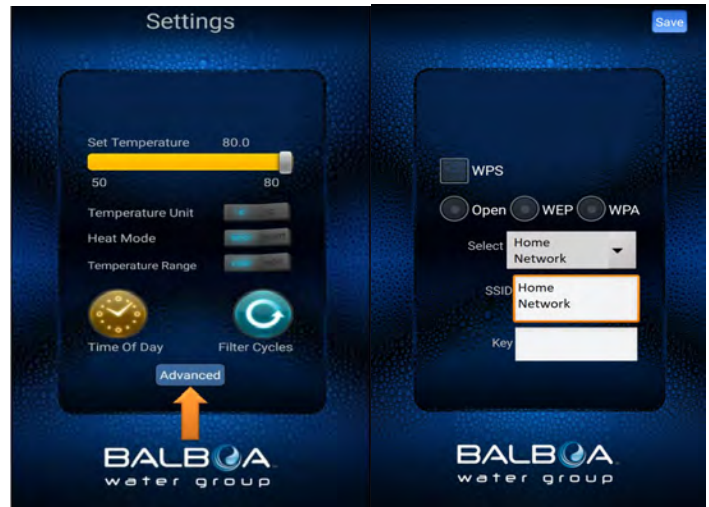 Settings
Set Temperature 80.0
50 80
Temperature Unit
Heat Mode
Temperature Range
Time Of Day Filter Cycles
Advanced
BALBOA
water group
Save
WPS
Open WEP WPA
Select Home
Network
SSID Home
Network
Key
BALBOA
water group